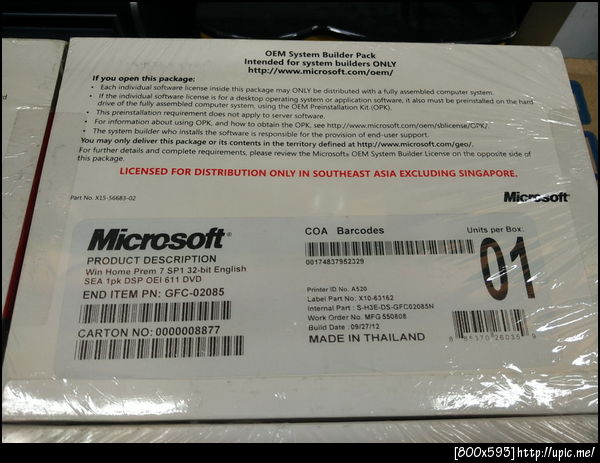 OEM System Builder Pack
Intended for system builders ONLY
http://www.microsoft.com/oem/
If you open this package:
• Each individual software license inside this package may ONLY be distributed with a fully assembled computer system.
• If the individual software license is for a desktop operating system or application software, it also must be preinstalled on the hard
drive of the fully assembled computer system, using the OEM Preinstallation Kit (OPK).
• This preinstallation requirement does not apply to server software.
• For information about using OPK, and how to obtain the OPK, see http://www.microsoft.com/oem/sblicense/OPK/
• The system builder who installs the software is responsible for the provision of end-user support.
You may only deliver this package or its contents in the territory defined at http://www.microsoft.com/geo/.
For further details and complete requirements, please review the Microsoft® OEM System Builder License on the opposite side of
this package.
LICENSED FOR DISTRIBUTION ONLY IN SOUTHEAST ASIA EXCLUDING SINGAPORE.
Part No. X15-56683-02
Microsoft
Microsoft®
PRODUCT DESCRIPTION
Win Home Prem 7 SP1 32-bit English
SEA 1pk DSP OEI 611 DVD
END ITEM PN: GFC-02085
CARTON NO: 0000008877
COA Barcodes
00174837952329
Units per Box:
01
Printer ID No. A520
Label Part No: X10-63162
Internal Part : S-H3E-DS-GFC02085N
Work Order No. MFG 550808
Build Date : 09/27/12
MADE IN THAILAND
8 85370 26035 9
[800x593]http://upic.me/